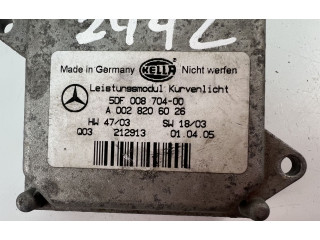 2442
Made in Germany HELLA Nicht werfen
Leistungsmodul Kurvenlicht
5DF 008 704-00
A 002 820 60 26
HW 47/03 SW 18/03
Q03 212913 01.04.05